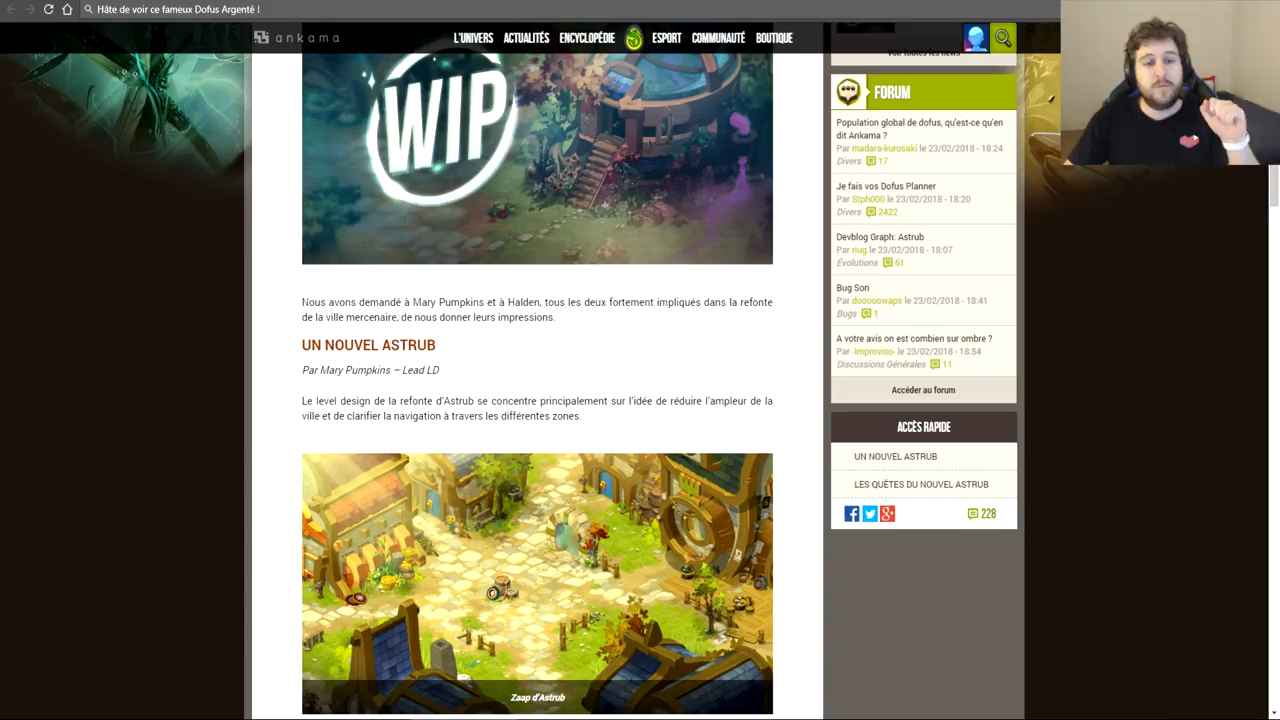 Hâte de voir ce fameux Dofus Argenté !
ankama
L'UNIVERS
ACTUALITÉS
ENCYCLOPÉDIE
ESPORT
COMMUNAUTÉ
BOUTIQUE
Voir toutes les news
WIP
Nous avons demandé à Mary Pumpkins et à Halden, tous les deux fortement impliqués dans la refonte
de la ville mercenaire, de nous donner leurs impressions.
UN NOUVEL ASTRUB
Par Mary Pumpkins – Lead LD
Le level design de la refonte d'Astrub se concentre principalement sur l'idée de réduire l'ampleur de la
ville et de clarifier la navigation à travers les différentes zones.
Zaap d'Astrub
FORUM
Population global de dofus, qu'est-ce qu'en
dit Ankama ?
Par madara-kurosaki le 23/02/2018 - 18:24
Divers 17
Je fais vos Dofus Planner
Par Stph000 le 23/02/2018 - 18:20
Divers 2422
Devblog Graph: Astrub
Par riug le 23/02/2018 - 18:07
Évolutions 61
Bug Son
Par dooooowaps le 23/02/2018 - 18:41
Bugs 1
A votre avis on est combien sur ombre ?
Par -Improviso- le 23/02/2018 - 18:54
Discussions Générales 11
Accéder au forum
ACCÈS RAPIDE
UN NOUVEL ASTRUB
LES QUÊTES DU NOUVEL ASTRUB
228